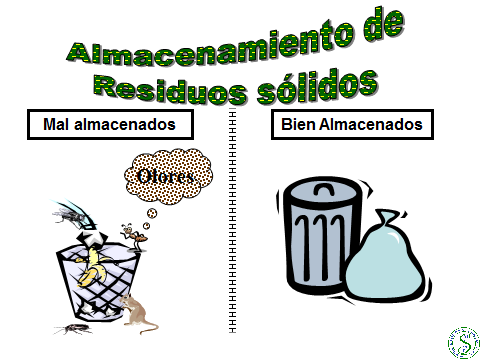 Almacenamiento de
Residuos sólidos
Mal almacenados
Bien Almacenados
Olores